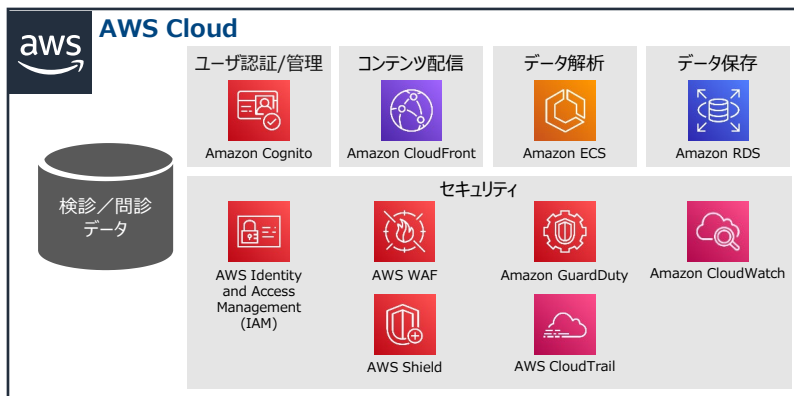 aws
AWS Cloud
ユーザ認証/管理
Amazon Cognito
コンテンツ配信
Amazon CloudFront
データ解析
Amazon ECS
データ保存
Amazon RDS
検診／問診
データ
セキュリティ
AWS Identity
and Access
Management
(IAM)
AWS WAF
Amazon GuardDuty
Amazon CloudWatch
AWS Shield
AWS CloudTrail